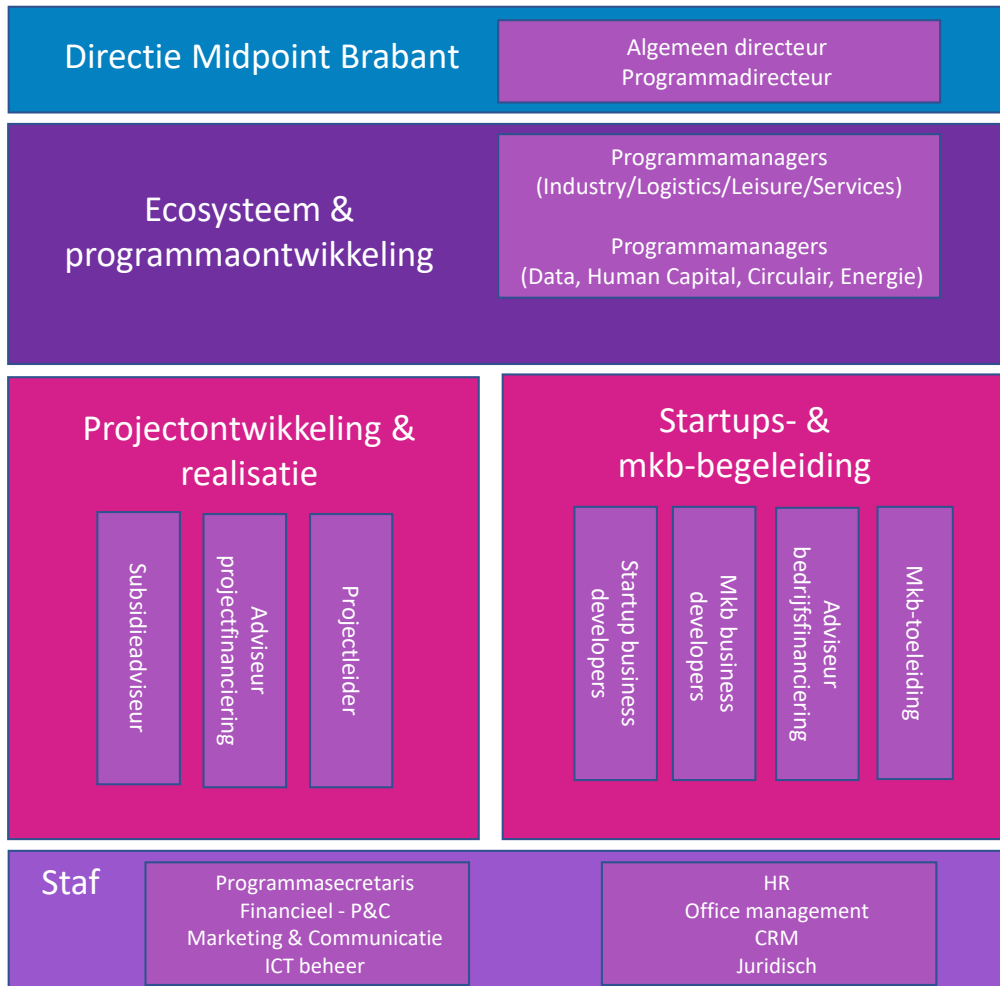 Directie Midpoint Brabant
Algemeen directeur
Programmadirecteur
Ecosysteem &
programmaontwikkeling
Programmamanagers
(Industry/Logistics/Leisure/Services)
Programmamanagers
(Data, Human Capital, Circulair, Energie)
Projectontwikkeling &
realisatie
Subsidieadviseur
Adviseur
projectfinanciering
Projectleider
Startups- &
mkb-begeleiding
Startup business
developers
Mkb business
developers
Adviseur
bedrijfsfinanciering
Mkb-toeleiding
Staf
Programmasecretaris
Financieel - P&C
Marketing & Communicatie
ICT beheer
HR
Office management
CRM
Juridisch